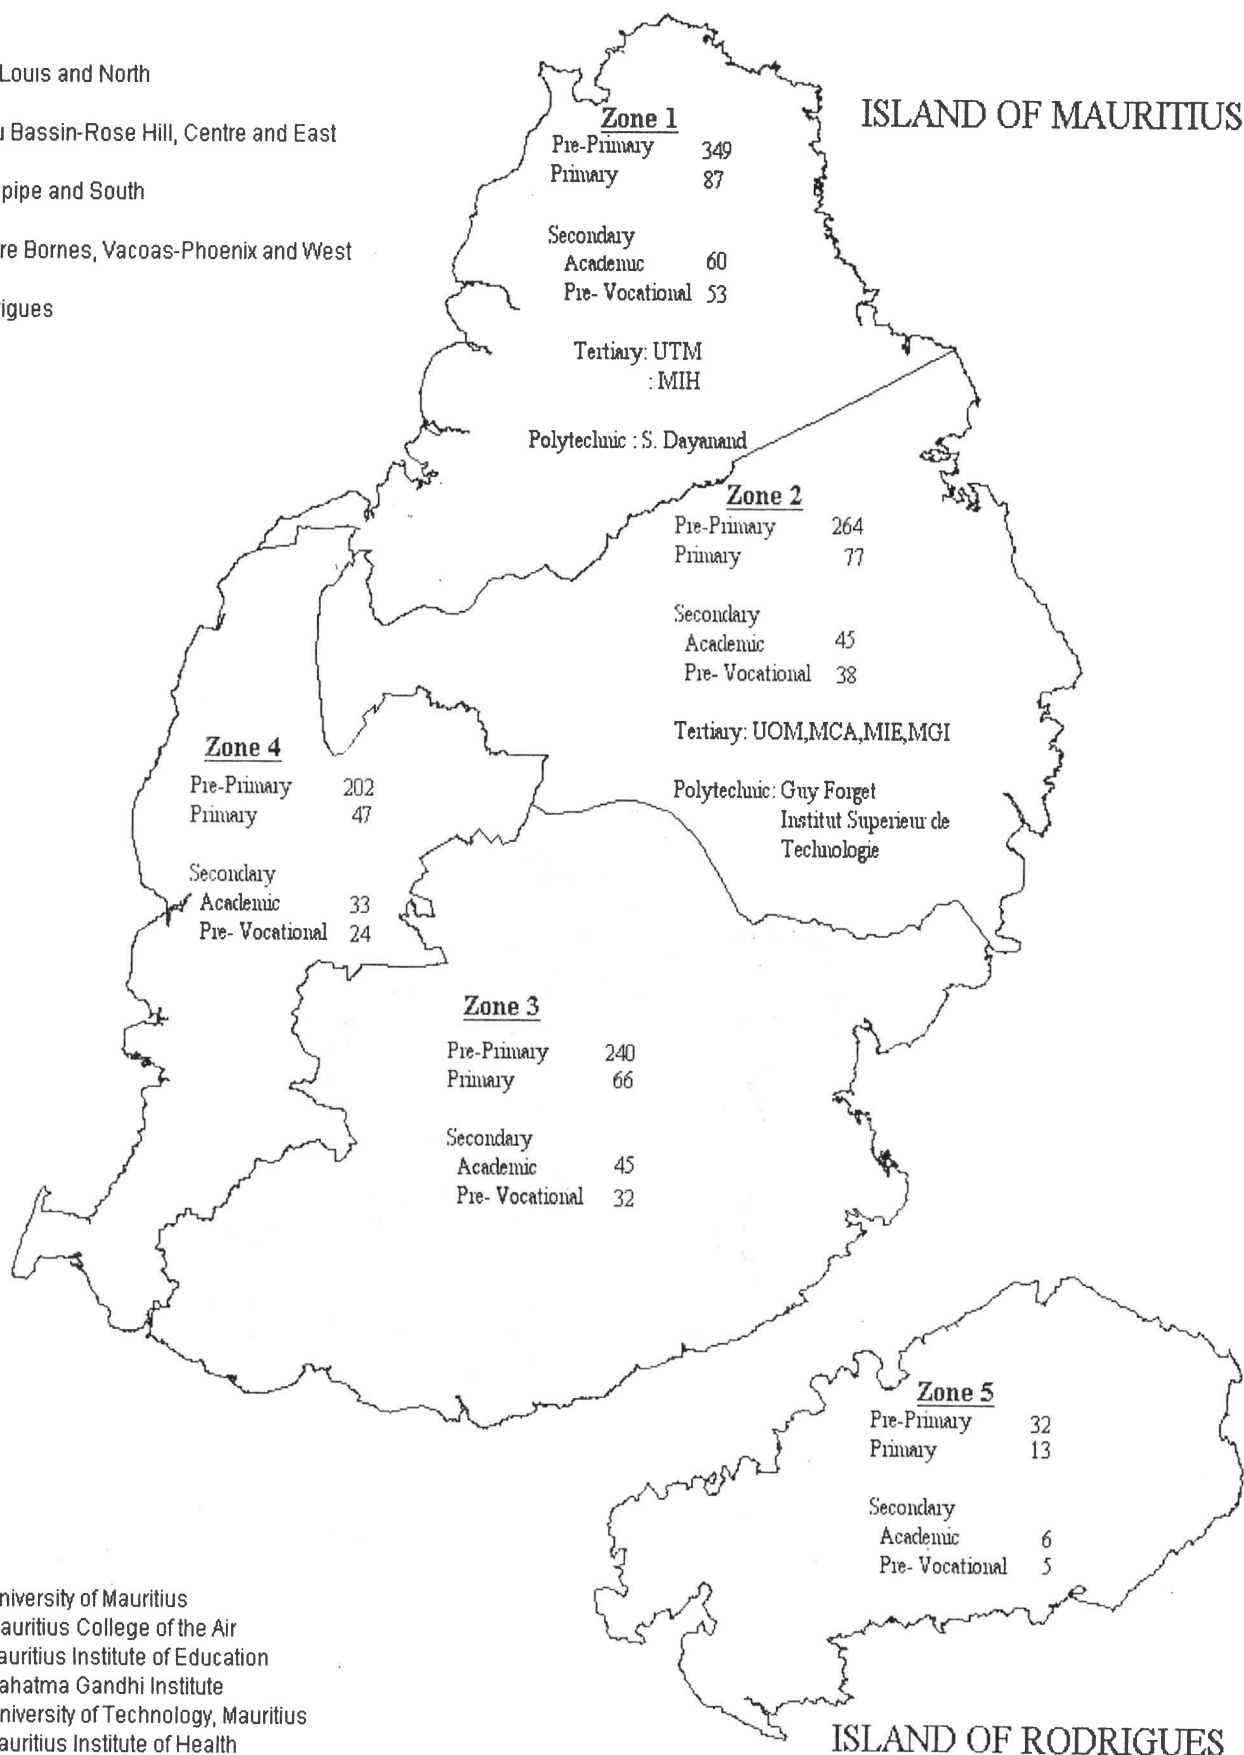 Louis and North
u Bassin-Rose Hill, Centre and East
pipe and South
re Bornes, Vacoas-Phoenix and West
igues
ISLAND OF MAURITIUS
Zone 1
Pre-Primary 349
Primary 87
Secondary
Academic 60
Pre- Vocational 53
Tertiary: UTM
: MIH
Polytechnic : S. Dayanand
Zone 2
Pre-Primary 264
Primary 77
Secondary
Academic 45
Pre- Vocational 38
Tertiary: UOM,MCA,MIE,MGI
Polytechnic: Guy Forget
Institut Superieur de
Technologie
Zone 4
Pre-Primary 202
Primary 47
Secondary
Academic 33
Pre- Vocational 24
Zone 3
Pre-Primary 240
Primary 66
Secondary
Academic 45
Pre- Vocational 32
Zone 5
Pre-Primary 32
Primary 13
Secondary
Academic 6
Pre- Vocational 5
niversity of Mauritius
auritius College of the Air
auritius Institute of Education
ahatma Gandhi Institute
niversity of Technology, Mauritius
auritius Institute of Health
ISLAND OF RODRIGUES